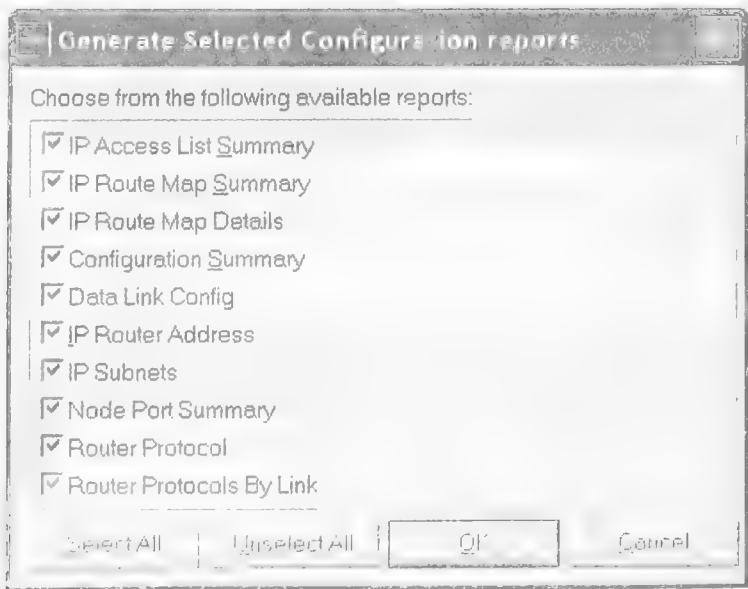 Generate Selected Configuration reports
Choose from the following available reports:
IP Access List Summary
IP Route Map Summary
IP Route Map Details
Configuration Summary
Data Link Config
IP Router Address
IP Subnets
Node Port Summary
Router Protocol
Router Protocols By Link
Select All Unselect All OK Cancel